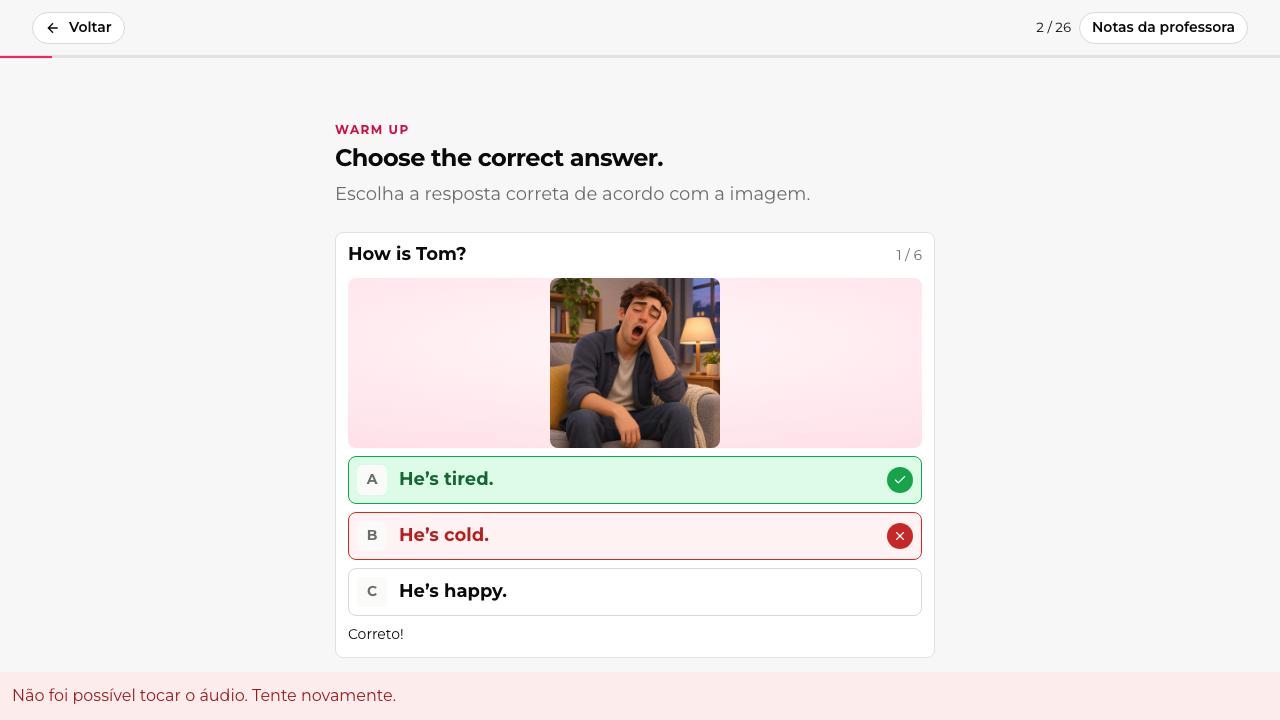 Voltar
2 / 26
Notas da professora
WARM UP
Choose the correct answer.
Escolha a resposta correta de acordo com a imagem.
How is Tom?
1 / 6
A
He’s tired.
B
He’s cold.
C
He’s happy.
Correto!
Não foi possível tocar o áudio. Tente novamente.